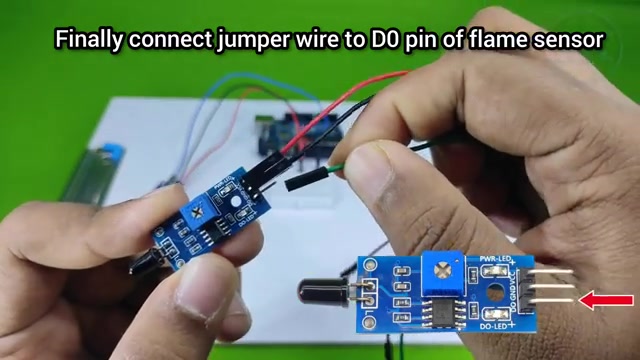 Finally connect jumper wire to D0 pin of flame sensor
PWR-LED
DO GND VCC
DO-LED